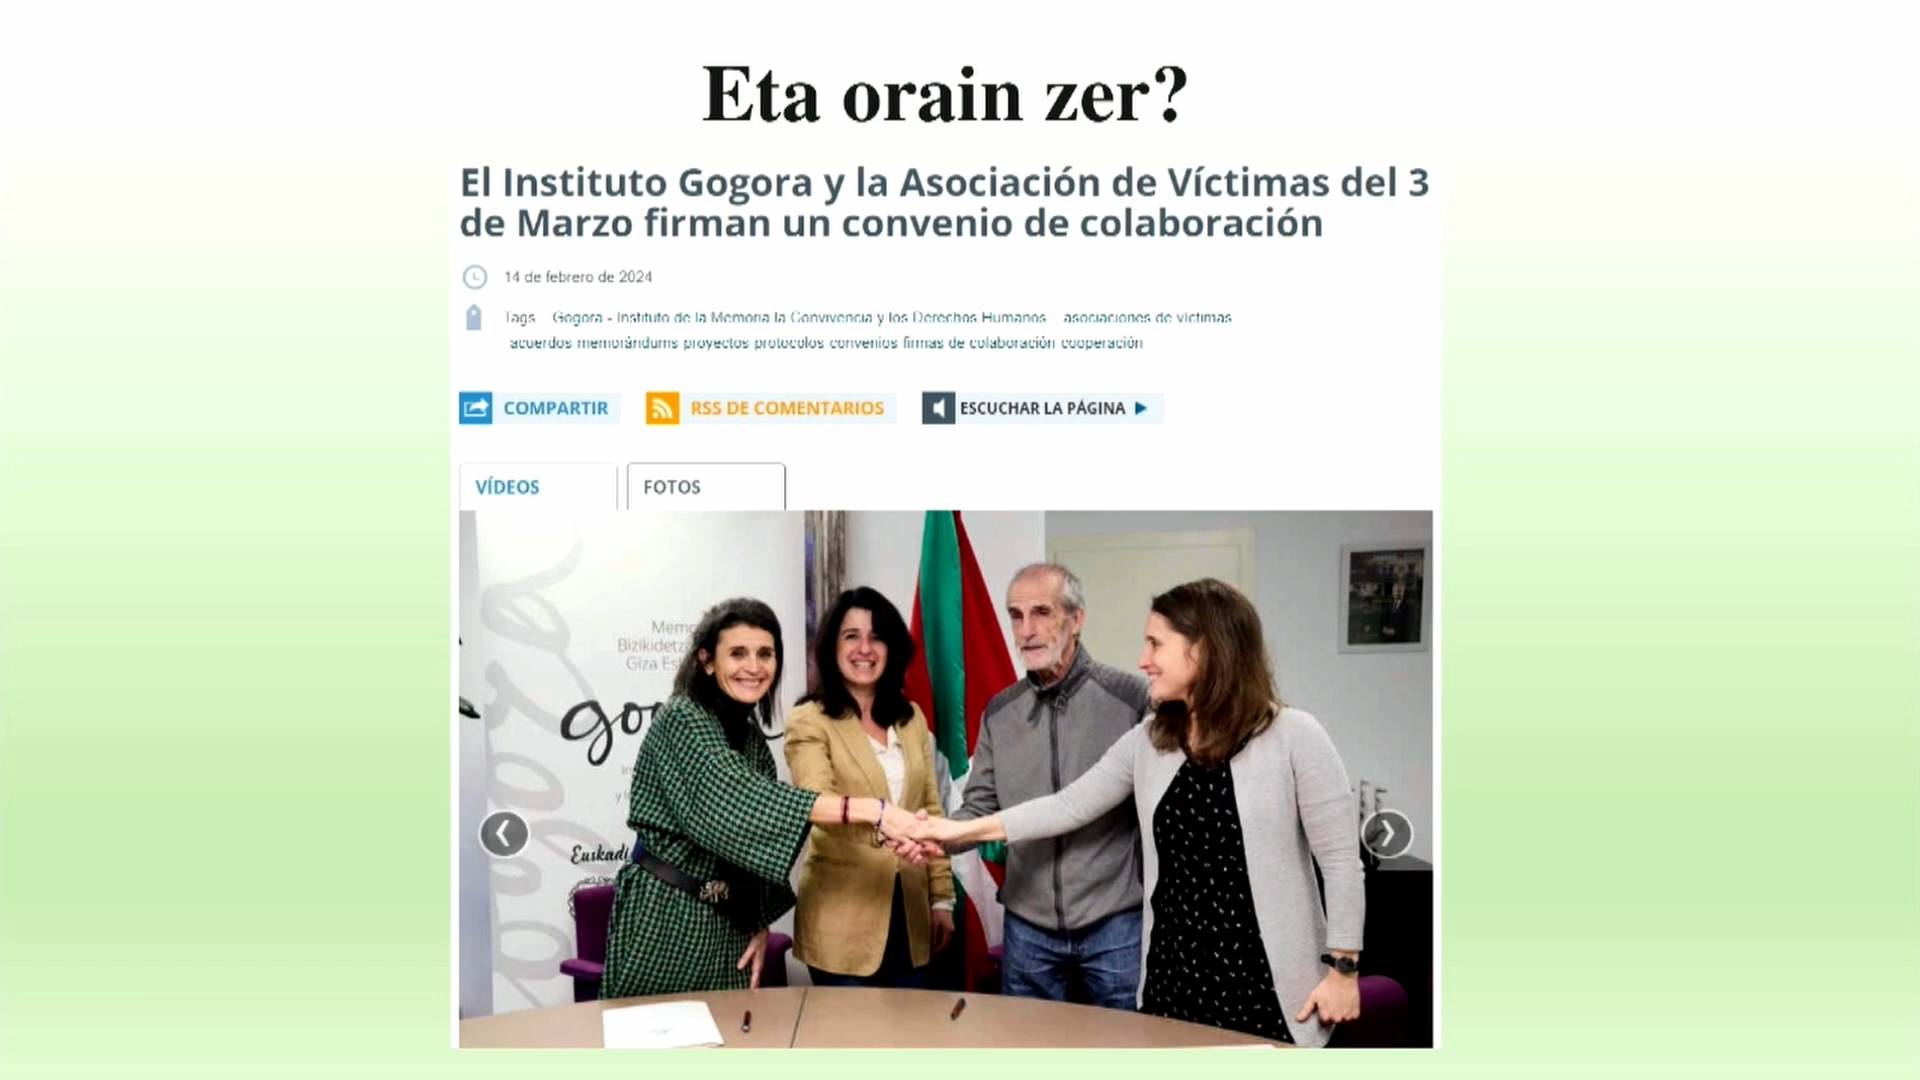 Eta orain zer?
El Instituto Gogora y la Asociación de Víctimas del 3
de Marzo firman un convenio de colaboración
14 de febrero de 2024
Tags Gogora - Instituto de la Memoria la Convivencia y los Derechos Humanos asociaciones de víctimas
acuerdos memorándums proyectos protocolos convenios firmas de colaboración cooperación
COMPARTIR RSS DE COMENTARIOS ESCUCHAR LA PÁGINA
VÍDEOS FOTOS
Giza
Euskadi